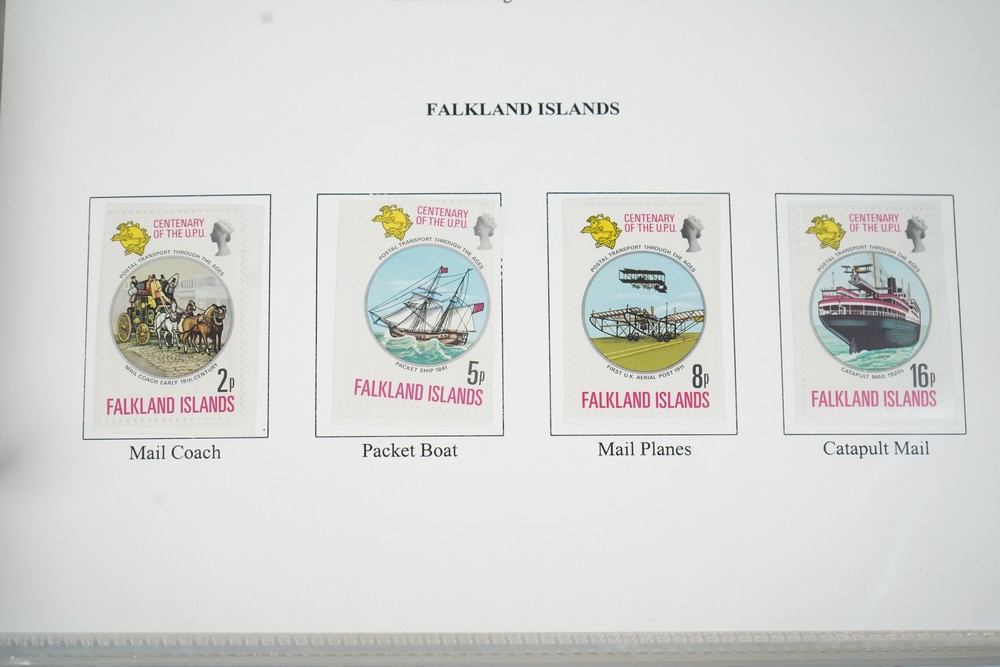 FALKLAND ISLANDS
CENTENARY
OF THE U.P.U.
POSTAL TRANSPORT THROUGH THE AGES
MAIL COACH EARLY 19th CENTURY
2p
FALKLAND ISLANDS
Mail Coach
CENTENARY
OF THE U.P.U.
POSTAL TRANSPORT THROUGH THE AGES
PACKET SHIP 1841
5p
FALKLAND ISLANDS
Packet Boat
CENTENARY
OF THE U.P.U.
POSTAL TRANSPORT THROUGH THE AGES
FIRST U.K. AERIAL POST 1911
8p
FALKLAND ISLANDS
Mail Planes
CENTENARY
OF THE U.P.U.
POSTAL TRANSPORT THROUGH THE AGES
CATAPULT MAIL 1920's
16p
FALKLAND ISLANDS
Catapult Mail